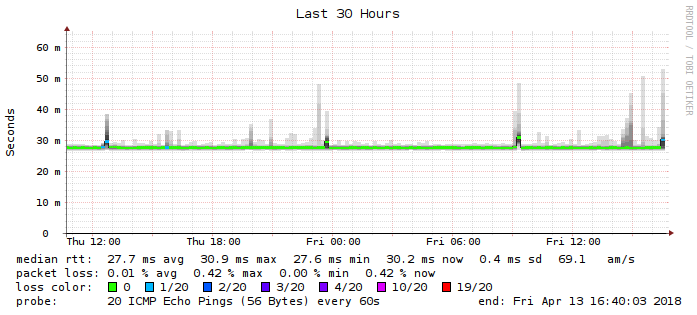 Last 30 Hours
RRDTOOL / TOBI OETIKER
Seconds
60 m
50 m
40 m
30 m
20 m
10 m
0
Thu 12:00 Thu 18:00 Fri 00:00 Fri 06:00 Fri 12:00
median rtt: 27.7 ms avg 30.9 ms max 27.6 ms min 30.2 ms now 0.4 ms sd 69.1 am/s
packet loss: 0.01 % avg 0.42 % max 0.00 % min 0.42 % now
loss color: 0 1/20 2/20 3/20 4/20 10/20 19/20
probe: 20 ICMP Echo Pings (56 Bytes) every 60s end: Fri Apr 13 16:40:03 2018